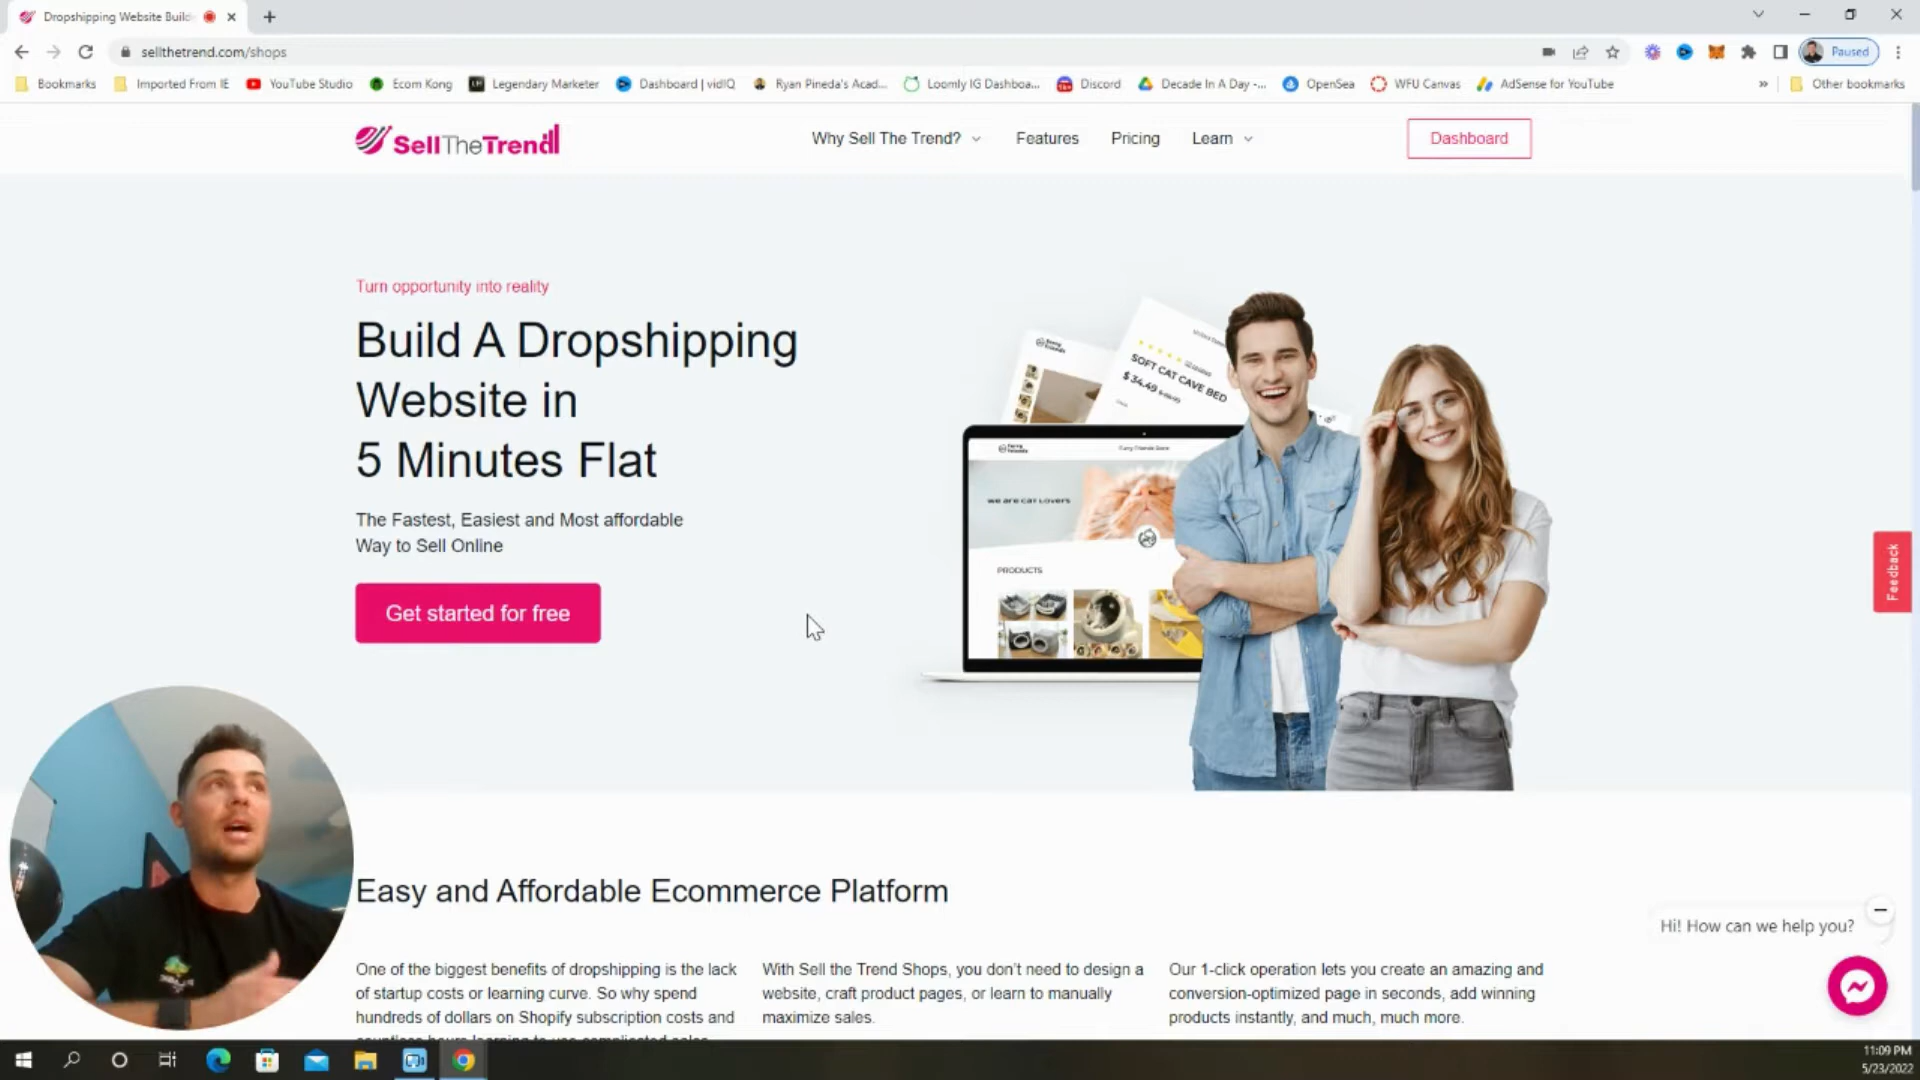 Dropshipping Website Build
sellthetrend.com/shops
Paused
Bookmarks
Imported From IE
YouTube Studio
Ecom Kong
Legendary Marketer
Dashboard | vidIQ
Ryan Pineda's Acad...
Loomly IG Dashboa...
Discord
Decade In A Day -...
OpenSea
WFU Canvas
AdSense for YouTube
»
Other bookmarks
SellTheTrend
Why Sell The Trend?
Features
Pricing
Learn
Dashboard
Turn opportunity into reality
Build A Dropshipping
Website in
5 Minutes Flat
The Fastest, Easiest and Most affordable
Way to Sell Online
Get started for free
SOFT CAT CAVE BED
$34.49
Furry Friends Store
WE ARE CAT LOVERS
PRODUCTS
Feedback
Easy and Affordable Ecommerce Platform
One of the biggest benefits of dropshipping is the lack
of startup costs or learning curve. So why spend
hundreds of dollars on Shopify subscription costs and
With Sell the Trend Shops, you don't need to design a
website, craft product pages, or learn to manually
maximize sales.
Our 1-click operation lets you create an amazing and
conversion-optimized page in seconds, add winning
products instantly, and much, much more.
Hi! How can we help you?
11:09 PM
5/23/2022